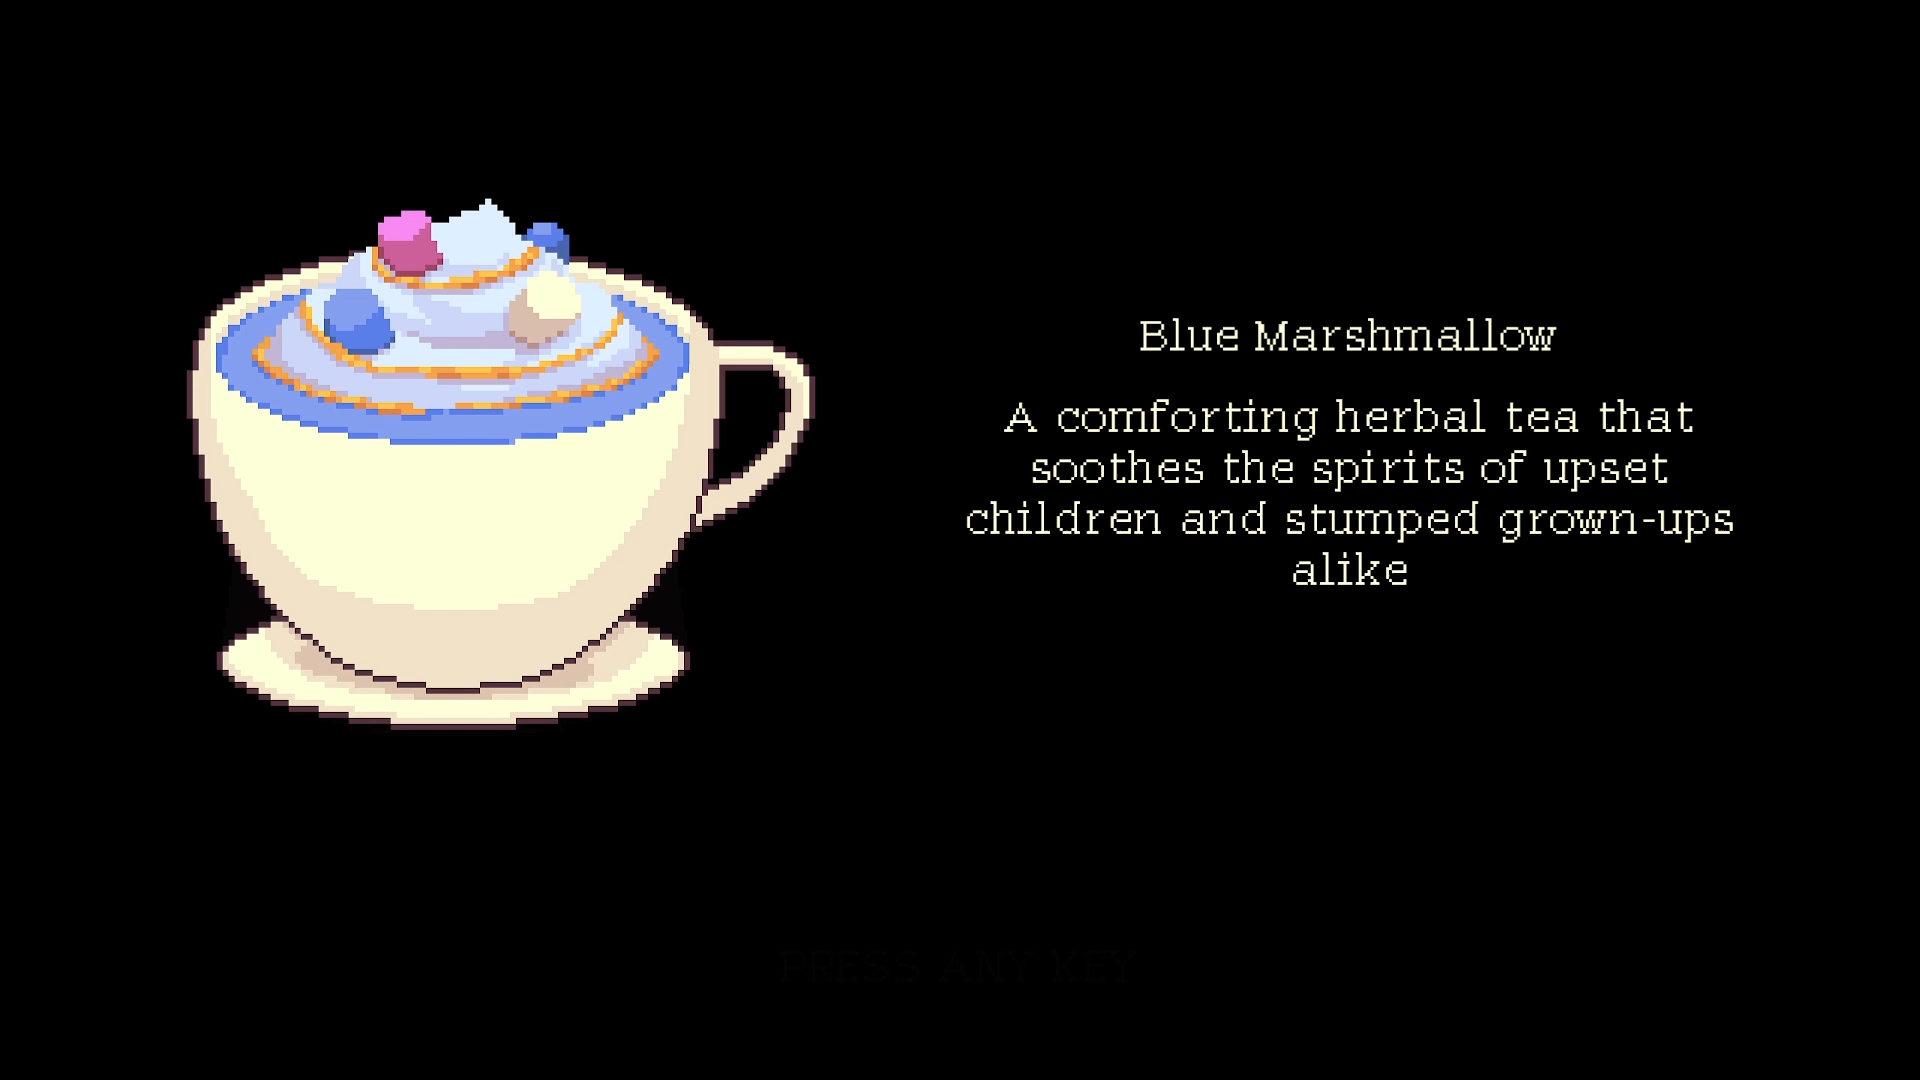 Blue Marshmallow
A comforting herbal tea that
soothes the spirits of upset
children and stumped grown-ups
alike
PRESS ANY KEY